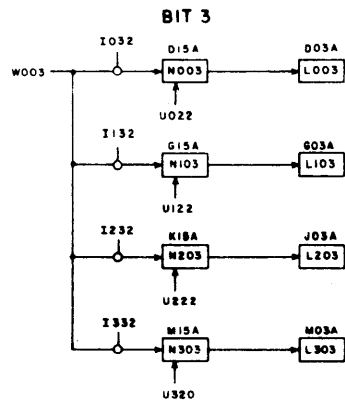 BIT 3
I032 D15A D03A
W003 N003 L003
U022
I132 G15A G03A
N103 L103
U122
I232 K15A J03A
N203 L203
U222
I332 M15A M03A
N303 L303
U320